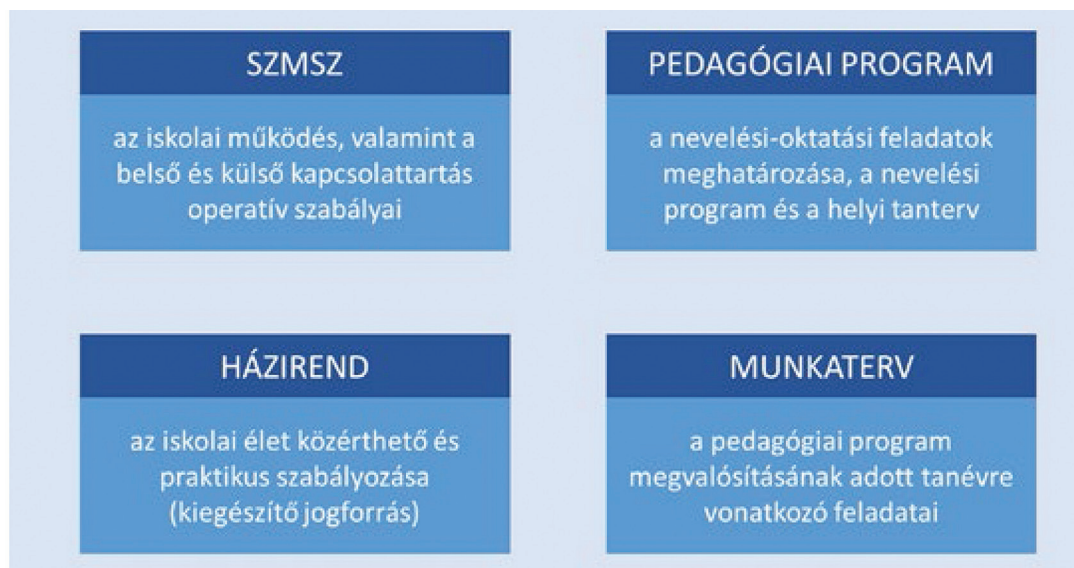 SZMSZ
az iskolai működés, valamint a
belső és külső kapcsolattartás
operatív szabályai
PEDAGÓGIAI PROGRAM
a nevelési-oktatási feladatok
meghatározása, a nevelési
program és a helyi tanterv
HÁZIREND
az iskolai élet közérthető és
praktikus szabályozása
(kiegészítő jogforrás)
MUNKATERV
a pedagógiai program
megvalósításának adott tanévre
vonatkozó feladatai